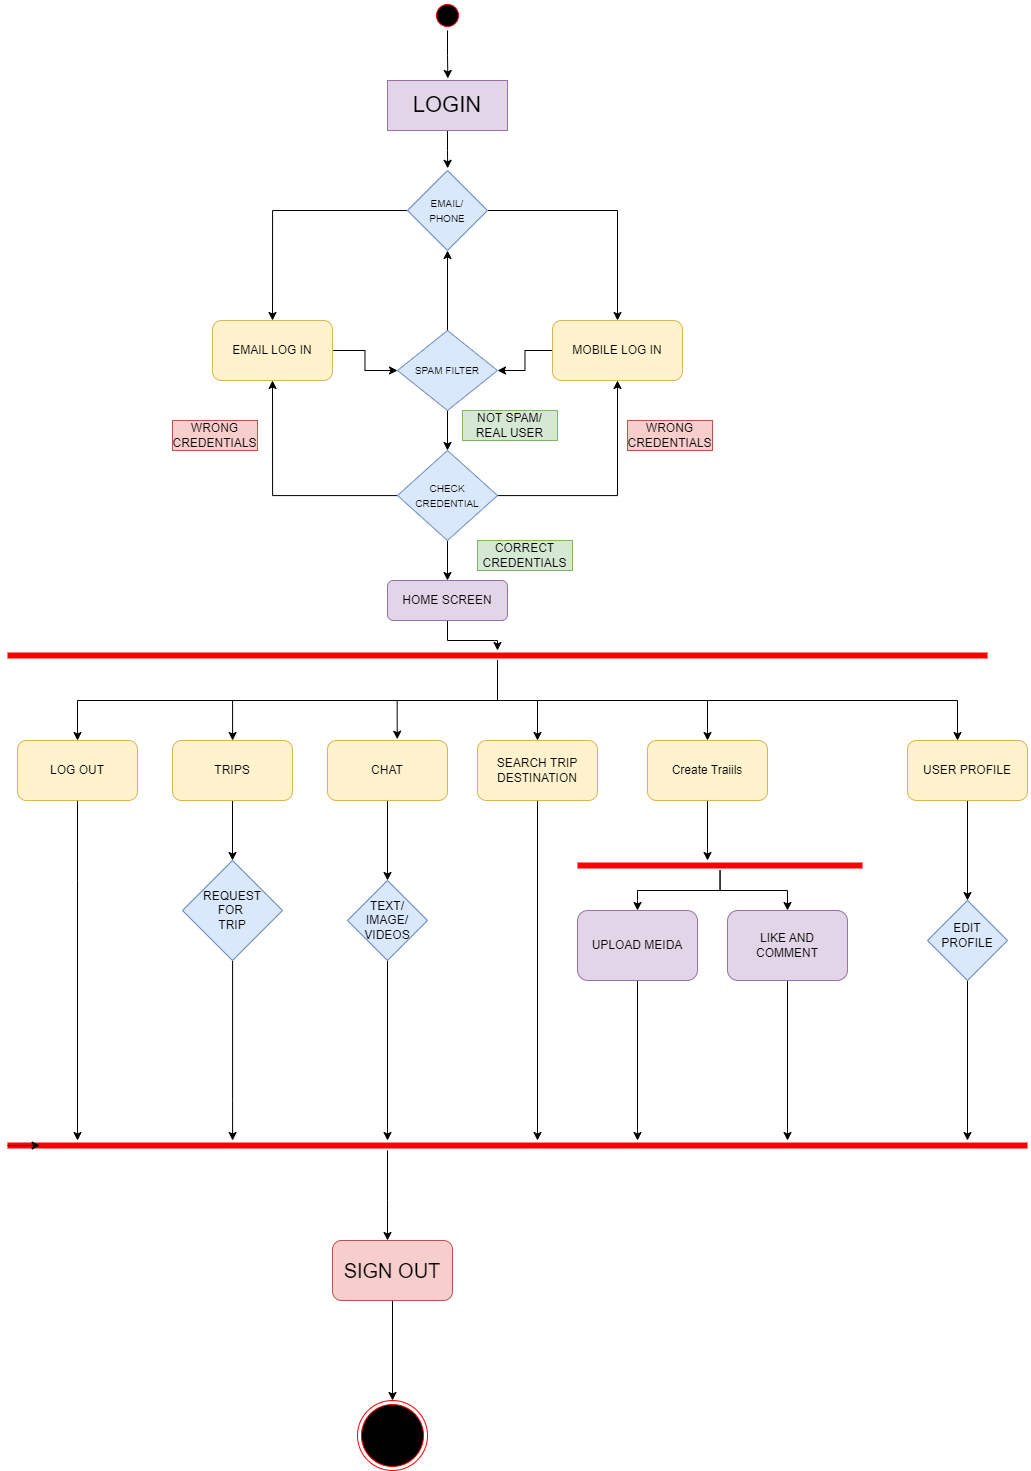 LOGIN
EMAIL/
PHONE
EMAIL LOG IN
SPAM FILTER
MOBILE LOG IN
WRONG
CREDENTIALS
NOT SPAM/
REAL USER
WRONG
CREDENTIALS
CHECK
CREDENTIAL
CORRECT
CREDENTIALS
HOME SCREEN
LOG OUT
TRIPS
CHAT
SEARCH TRIP
DESTINATION
Create Traiils
USER PROFILE
REQUEST
FOR
TRIP
TEXT/
IMAGE/
VIDEOS
UPLOAD MEIDA
LIKE AND
COMMENT
EDIT
PROFILE
SIGN OUT